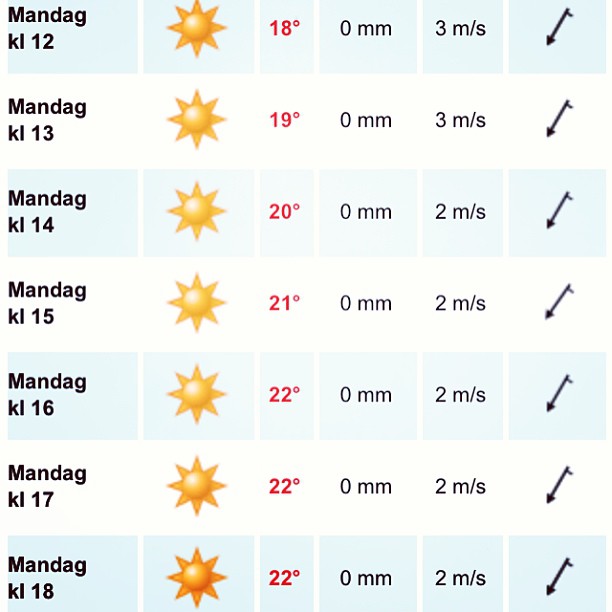 Mandag
kl 12 18° 0 mm 3 m/s
Mandag
kl 13 19° 0 mm 3 m/s
Mandag
kl 14 20° 0 mm 2 m/s
Mandag
kl 15 21° 0 mm 2 m/s
Mandag
kl 16 22° 0 mm 2 m/s
Mandag
kl 17 22° 0 mm 2 m/s
Mandag
kl 18 22° 0 mm 2 m/s